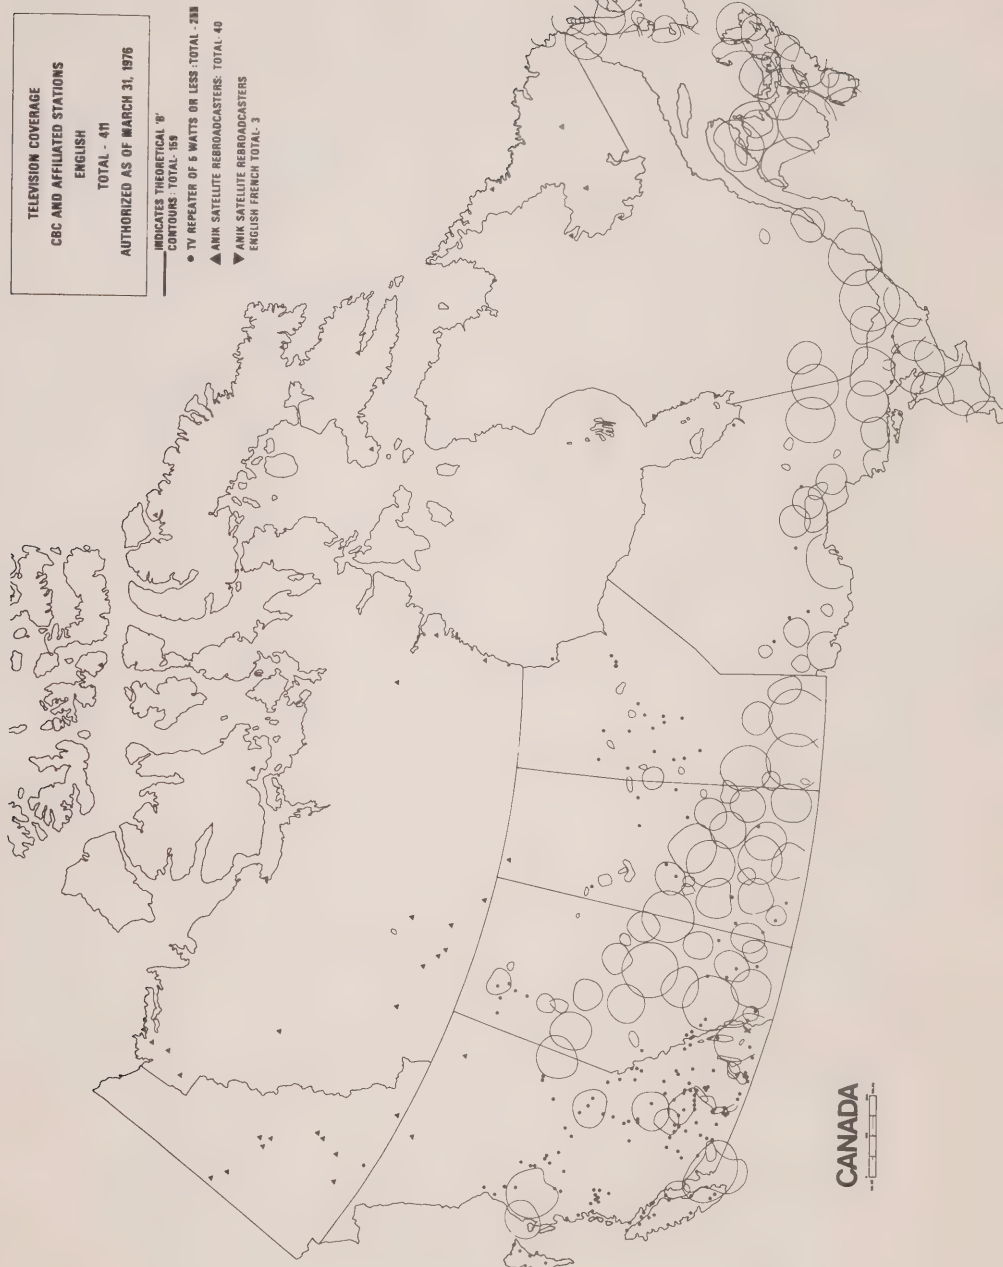 TELEVISION COVERAGE
CBC AND AFFILIATED STATIONS
ENGLISH
TOTAL - 411
AUTHORIZED AS OF MARCH 31, 1976
INDICATES THEORETICAL 'B'
CONTOURS: TOTAL- 159
● TV REPEATER OF 5 WATTS OR LESS: TOTAL -
▲ ANIK SATELLITE REBROADCASTERS: TOTAL- 40
▼ ANIK SATELLITE REBROADCASTERS
ENGLISH FRENCH TOTAL- 3
CANADA